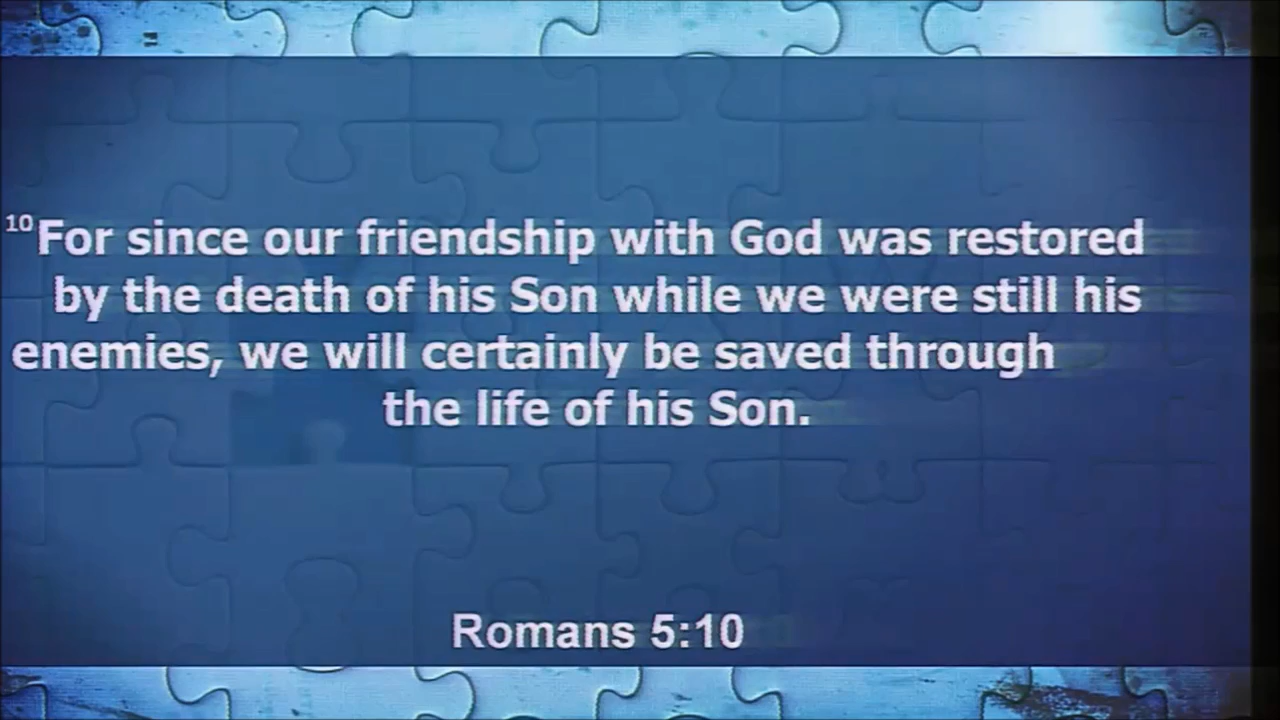 10For since our friendship with God was restored
by the death of his Son while we were still his
enemies, we will certainly be saved through
the life of his Son.
Romans 5:10